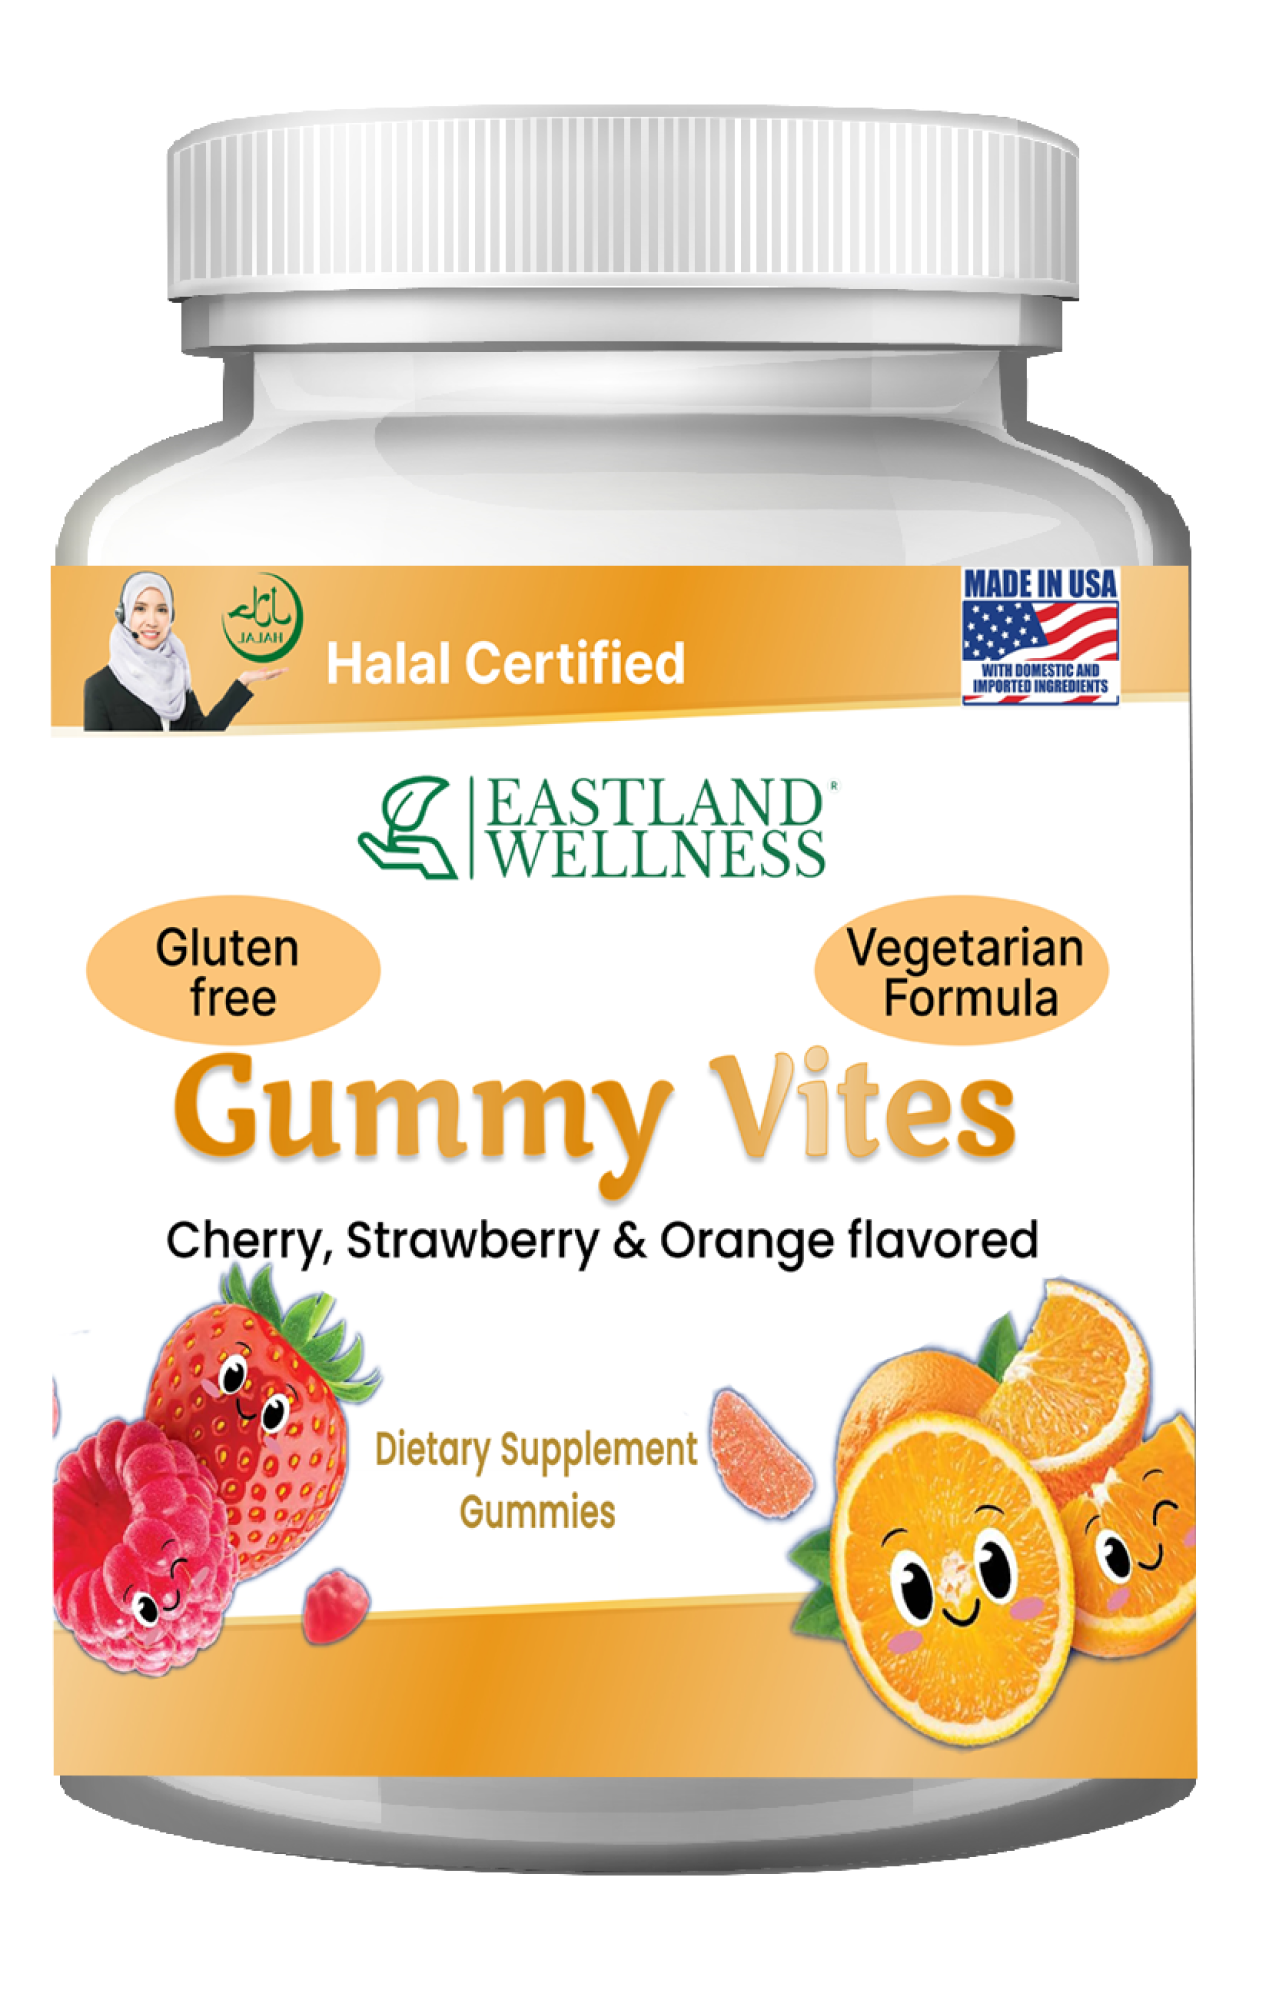 MADE IN USA
HALAL
Halal Certified
WITH DOMESTIC AND
IMPORTED INGREDIENTS
EASTLAND®
WELLNESS
Gluten
free
Vegetarian
Formula
Gummy Vites
Cherry, Strawberry & Orange flavored
Dietary Supplement
Gummies